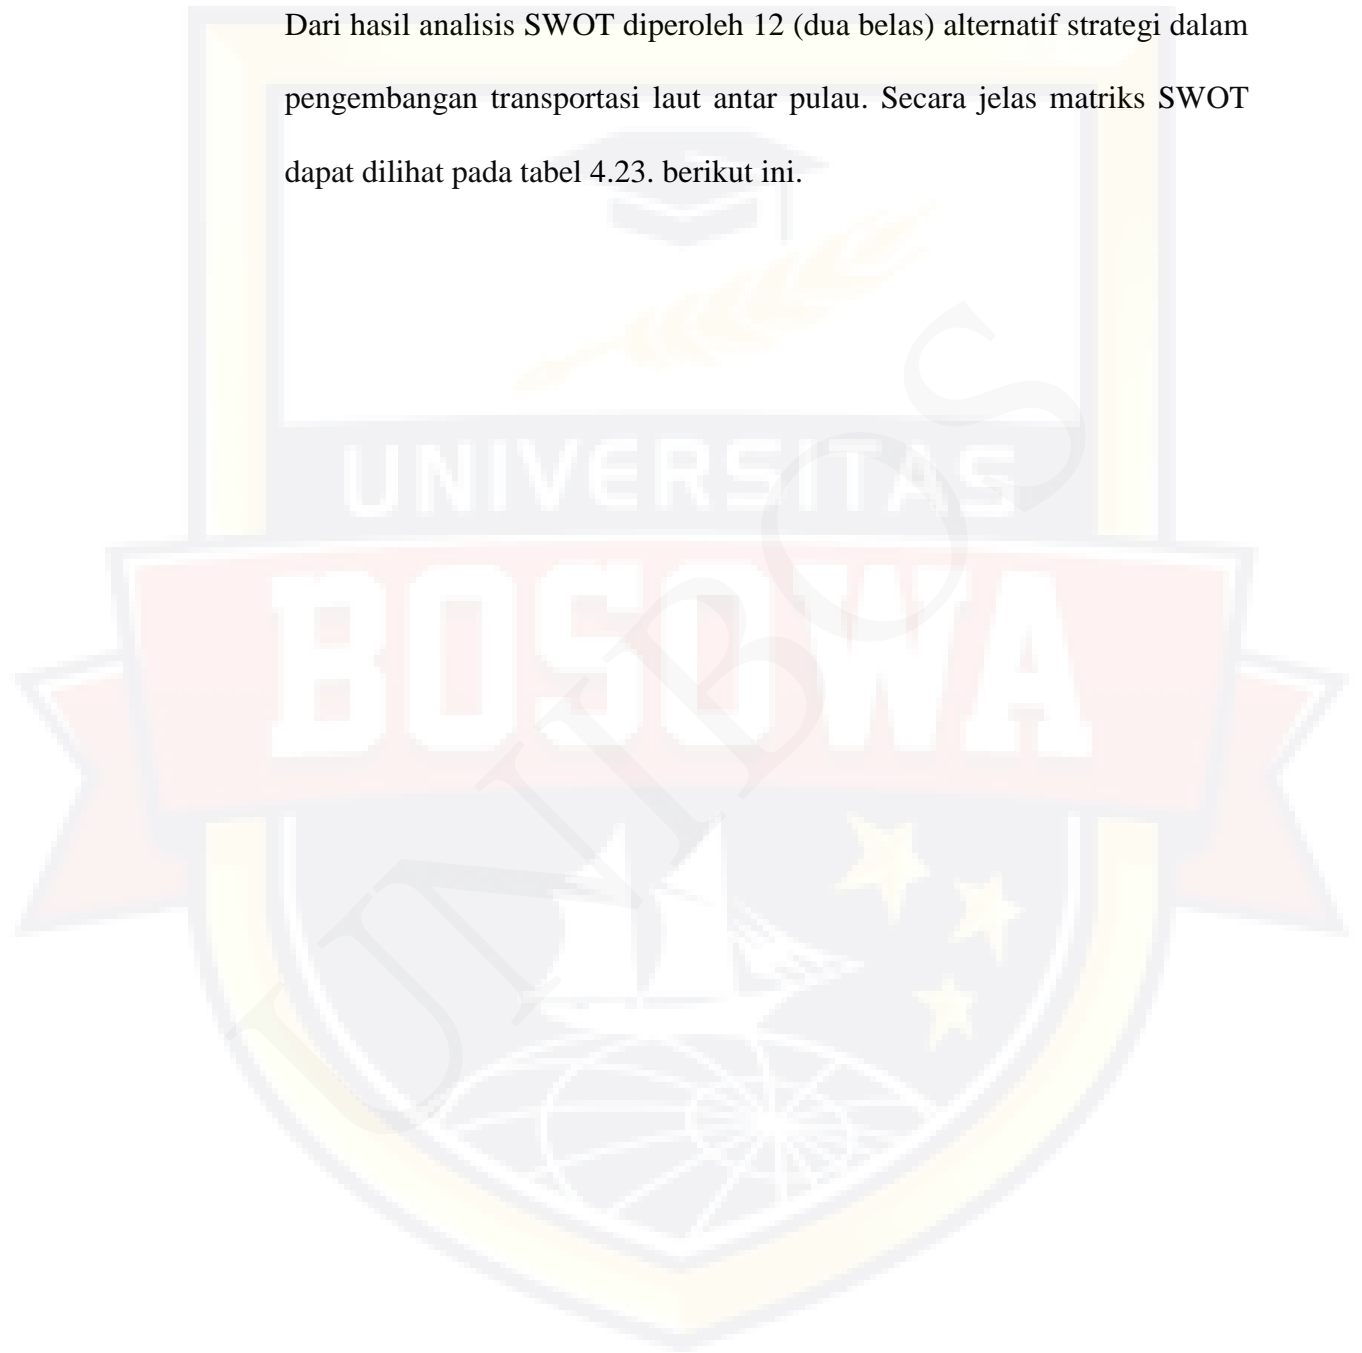 Dari hasil analisis SWOT diperoleh 12 (dua belas) alternatif strategi dalam
pengembangan transportasi laut antar pulau. Secara jelas matriks SWOT
dapat dilihat pada tabel 4.23. berikut ini.
UNIVERSITAS
BOSOWA
UNIBOS